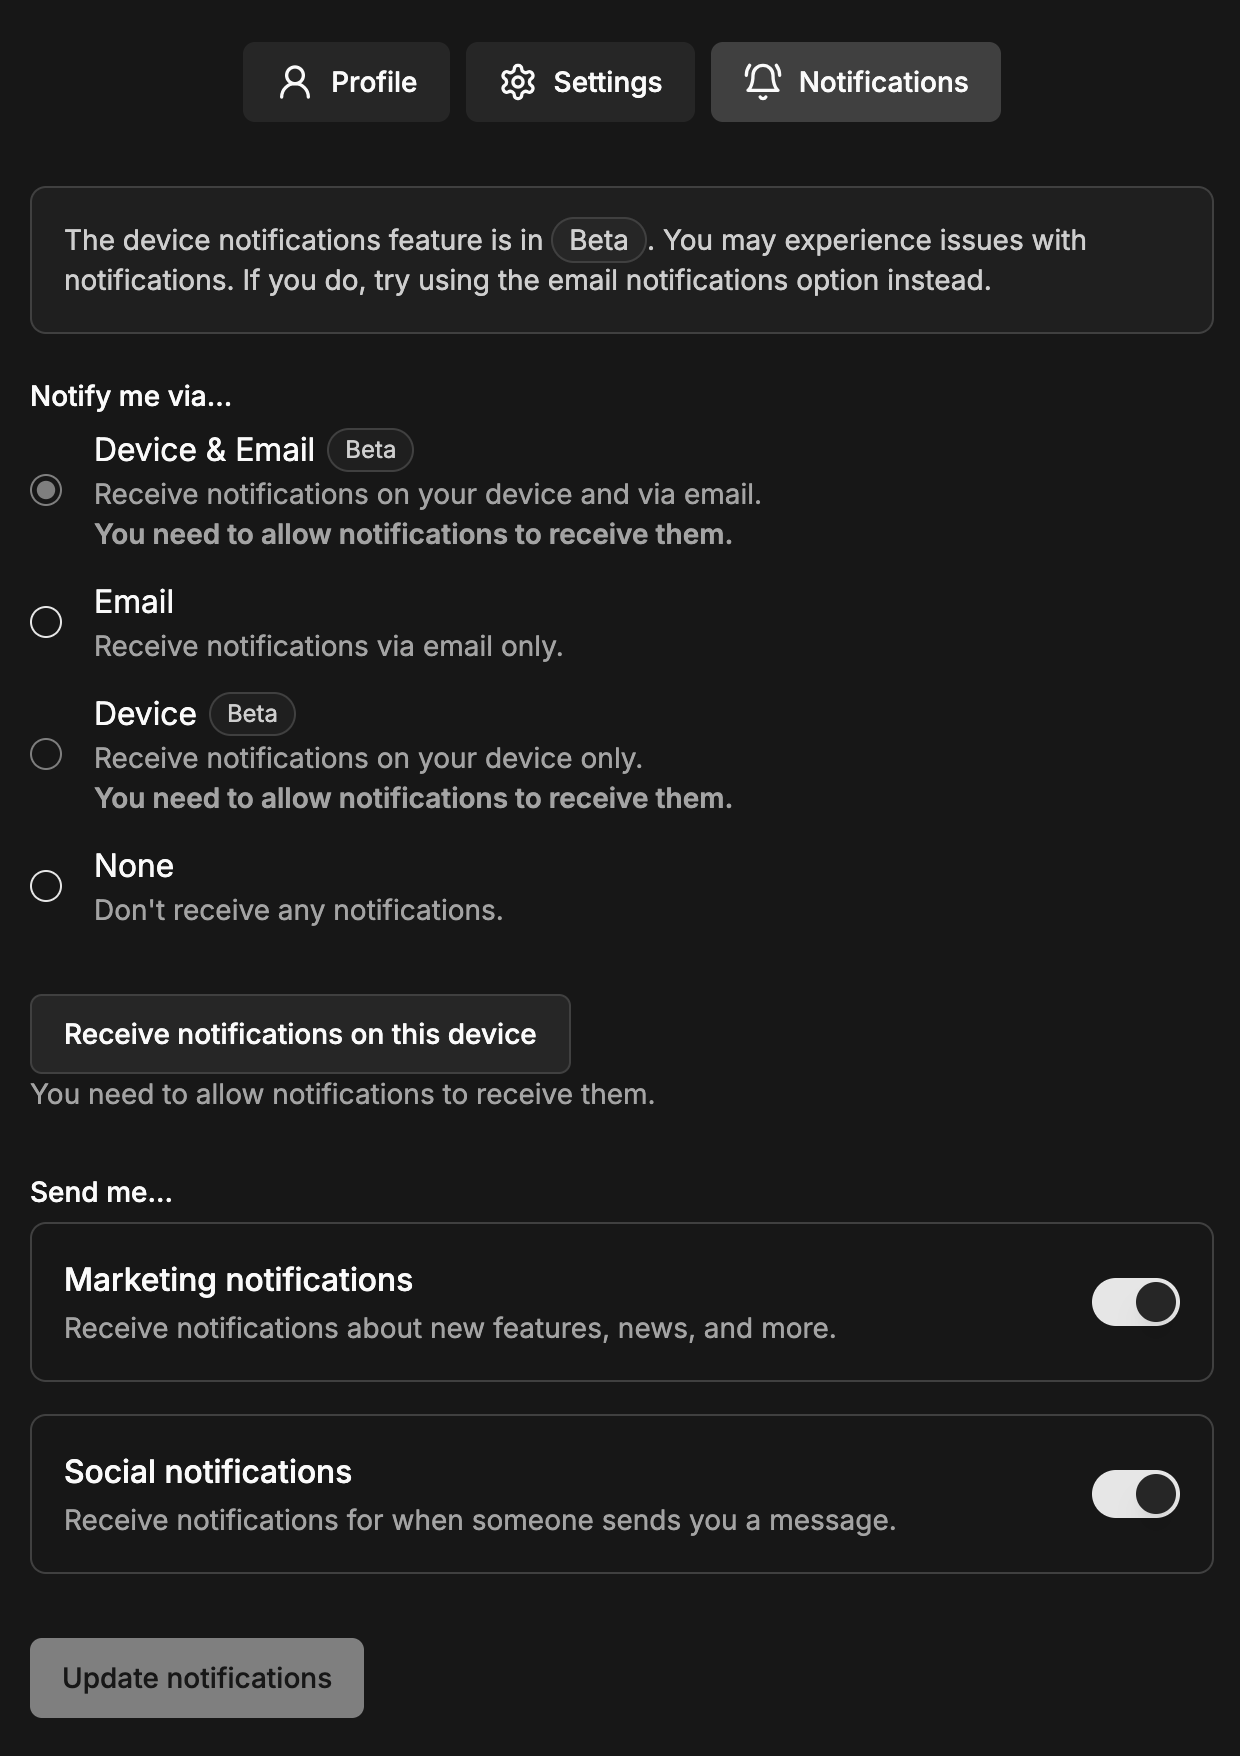 Profile
Settings
Notifications
The device notifications feature is in Beta. You may experience issues with
notifications. If you do, try using the email notifications option instead.
Notify me via...
Device & Email Beta
Receive notifications on your device and via email.
You need to allow notifications to receive them.
Email
Receive notifications via email only.
Device Beta
Receive notifications on your device only.
You need to allow notifications to receive them.
None
Don't receive any notifications.
Receive notifications on this device
You need to allow notifications to receive them.
Send me...
Marketing notifications
Receive notifications about new features, news, and more.
Social notifications
Receive notifications for when someone sends you a message.
Update notifications